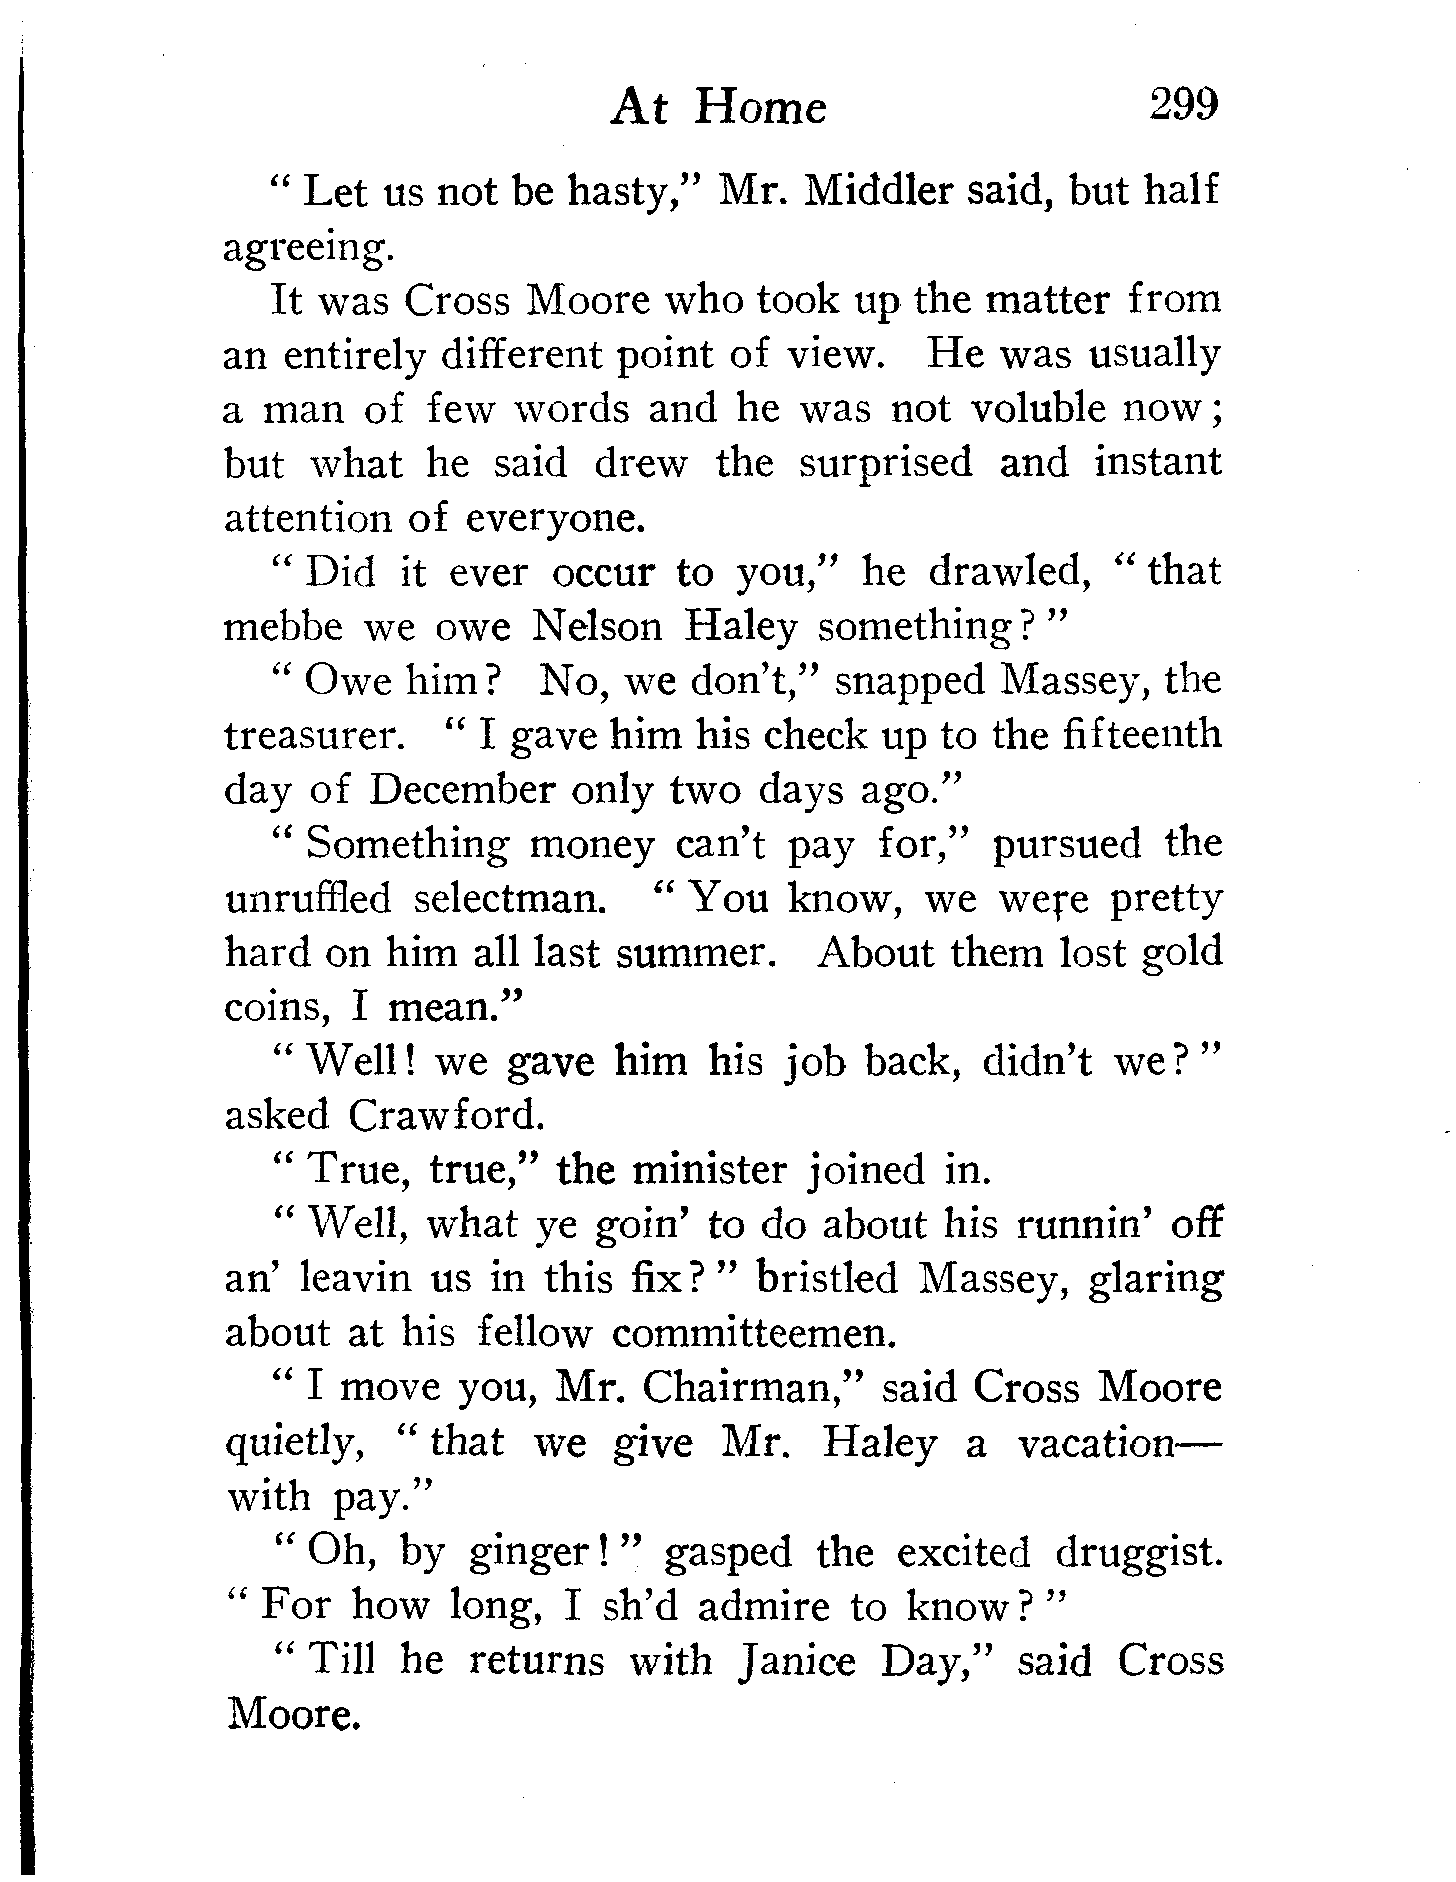 At Home 299
" Let us not be hasty," Mr. Middler said, but half
agreeing.
It was Cross Moore who took up the matter from
an entirely different point of view. He was usually
a man of few words and he was not voluble now;
but what he said drew the surprised and instant
attention of everyone.
" Did it ever occur to you," he drawled, " that
mebbe we owe Nelson Haley something? "
" Owe him? No, we don't," snapped Massey, the
treasurer. " I gave him his check up to the fifteenth
day of December only two days ago."
" Something money can't pay for," pursued the
unruffled selectman. " You know, we were pretty
hard on him all last summer. About them lost gold
coins, I mean."
" Well! we gave him his job back, didn't we? "
asked Crawford.
" True, true," the minister joined in.
" Well, what ye goin' to do about his runnin' off
an' leavin us in this fix? " bristled Massey, glaring
about at his fellow committeemen.
" I move you, Mr. Chairman," said Cross Moore
quietly, " that we give Mr. Haley a vacation—
with pay."
" Oh, by ginger! " gasped the excited druggist.
" For how long, I sh'd admire to know? "
" Till he returns with Janice Day," said Cross
Moore.